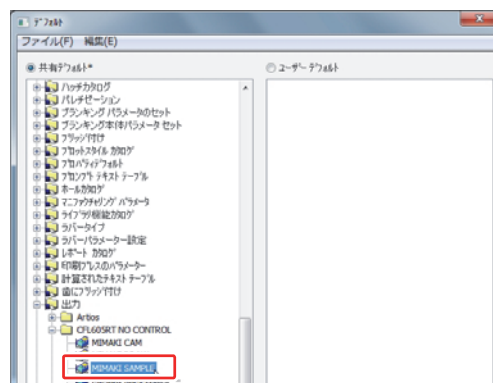 デフォルト
ファイル(F) 編集(E)
共有デフォルト*
ユーザーデフォルト
ハッチカタログ
パレチゼーション
ブランキング パラメータのセット
ブランキング本体パラメータ セット
ブリッジ付け
プロットスタイル カタログ
プロパティデフォルト
プロンプト テキスト テーブル
ホールカタログ
マニファクチャリング パラメータ
ライブラリ機能カタログ
ラバータイプ
ラバーパラメーター設定
レポート カタログ
印刷プレスのパラメーター
計算されたテキスト テーブル
歯にブリッジ付け
出力
Artios
CFL605RT NO CONTROL
MIMAKI CAM
MIMAKI SAMPLE